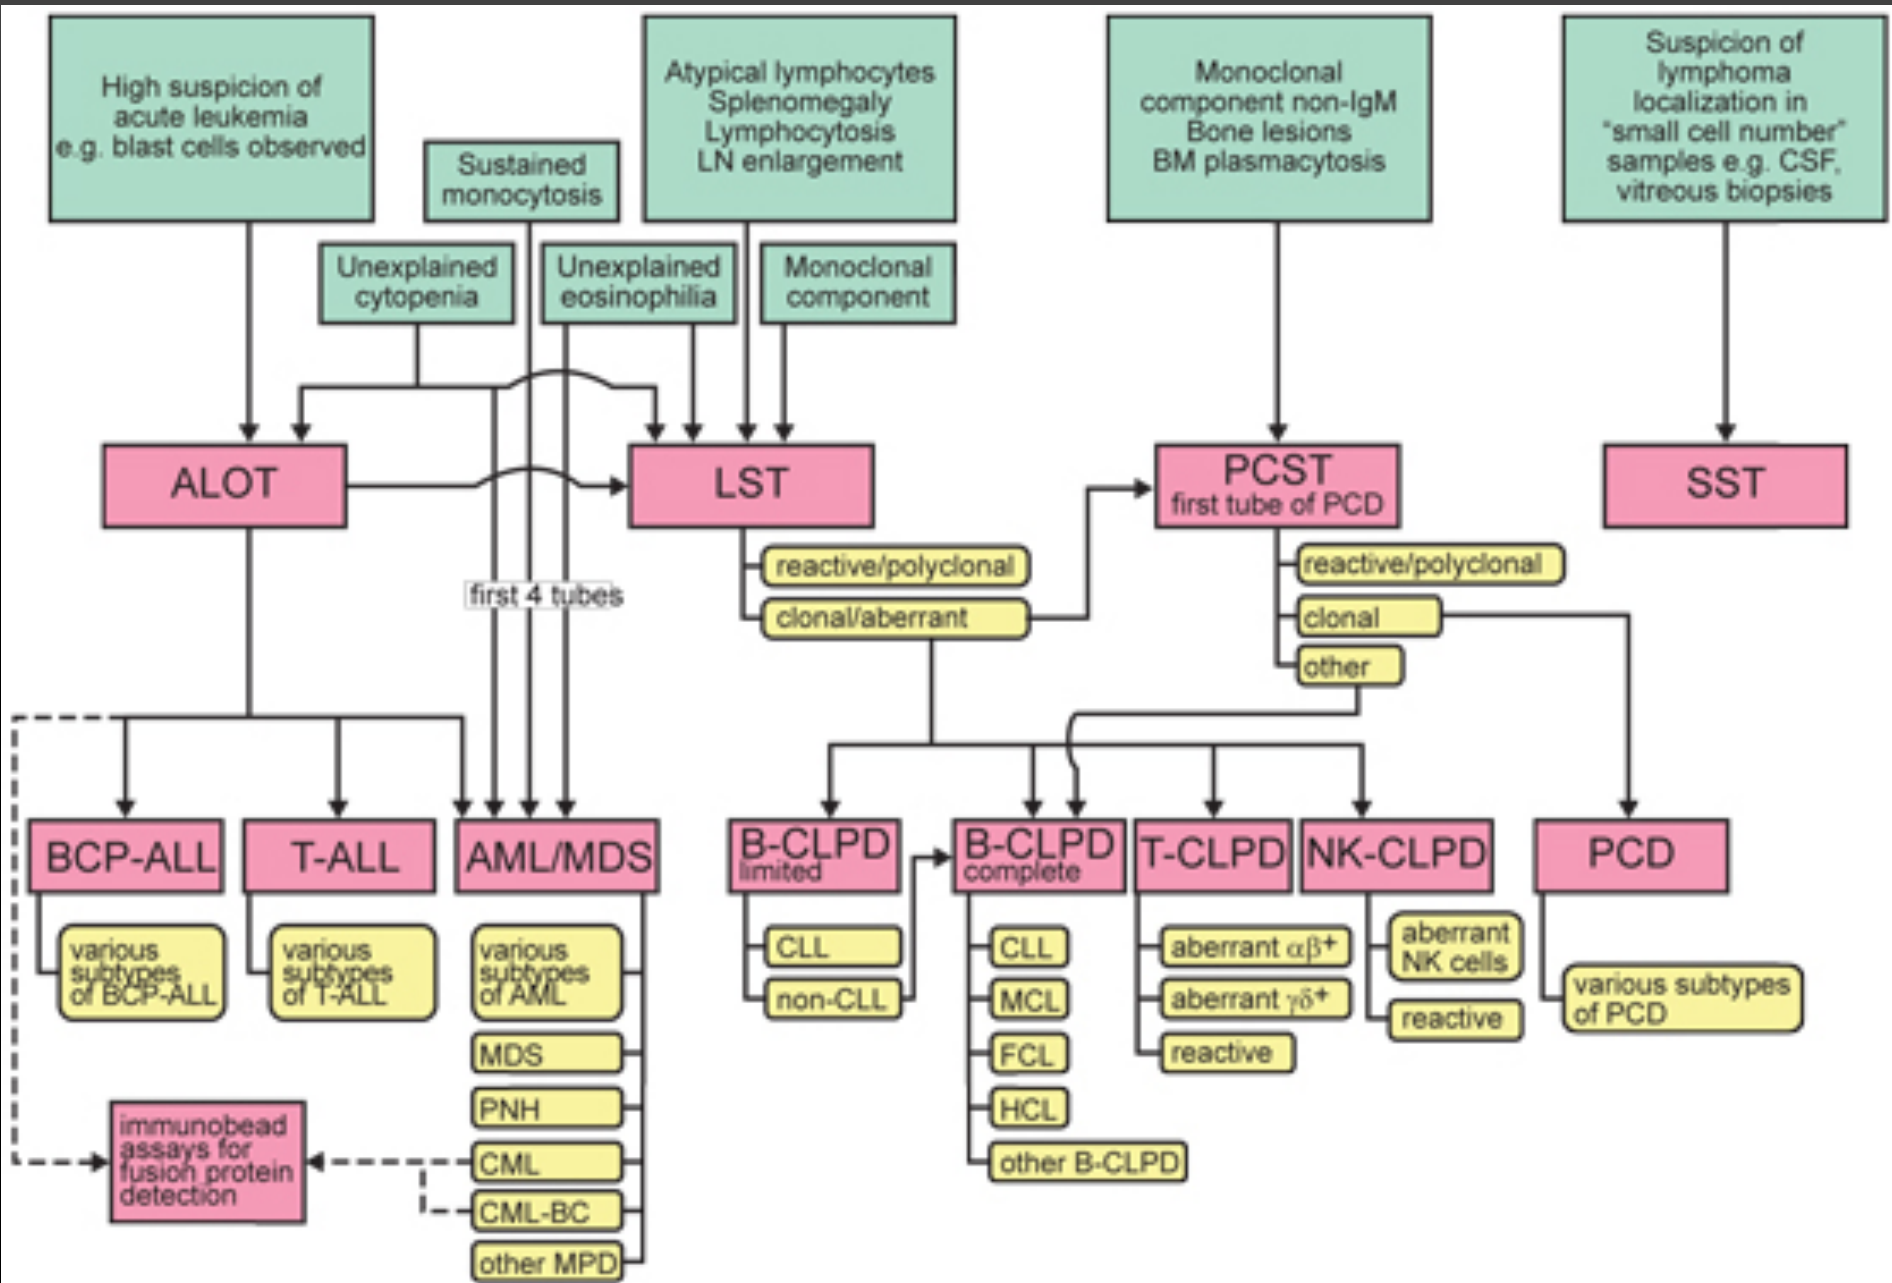 High suspicion of
acute leukemia
e.g. blast cells observed
Sustained
monocytosis
Atypical lymphocytes
Splenomegaly
Lymphocytosis
LN enlargement
Monoclonal
component non-IgM
Bone lesions
BM plasmacytosis
Suspicion of
lymphoma
localization in
“small cell number”
samples e.g. CSF,
vitreous biopsies
Unexplained
cytopenia
Unexplained
eosinophilia
Monoclonal
component
ALOT
LST
PCST
first tube of PCD
SST
reactive/polyclonal
clonal/aberrant
reactive/polyclonal
clonal
other
first 4 tubes
BCP-ALL
T-ALL
AML/MDS
B-CLPD
limited
B-CLPD
complete
T-CLPD
NK-CLPD
PCD
various
subtypes
of BCP-ALL
various
subtypes
of T-ALL
various
subtypes
of AML
MDS
PNH
CML
CML-BC
other MPD
CLL
non-CLL
CLL
MCL
FCL
HCL
other B-CLPD
aberrant αβ⁺
aberrant γδ⁺
reactive
aberrant
NK cells
reactive
various subtypes
of PCD
immunobead
assays for
fusion protein
detection